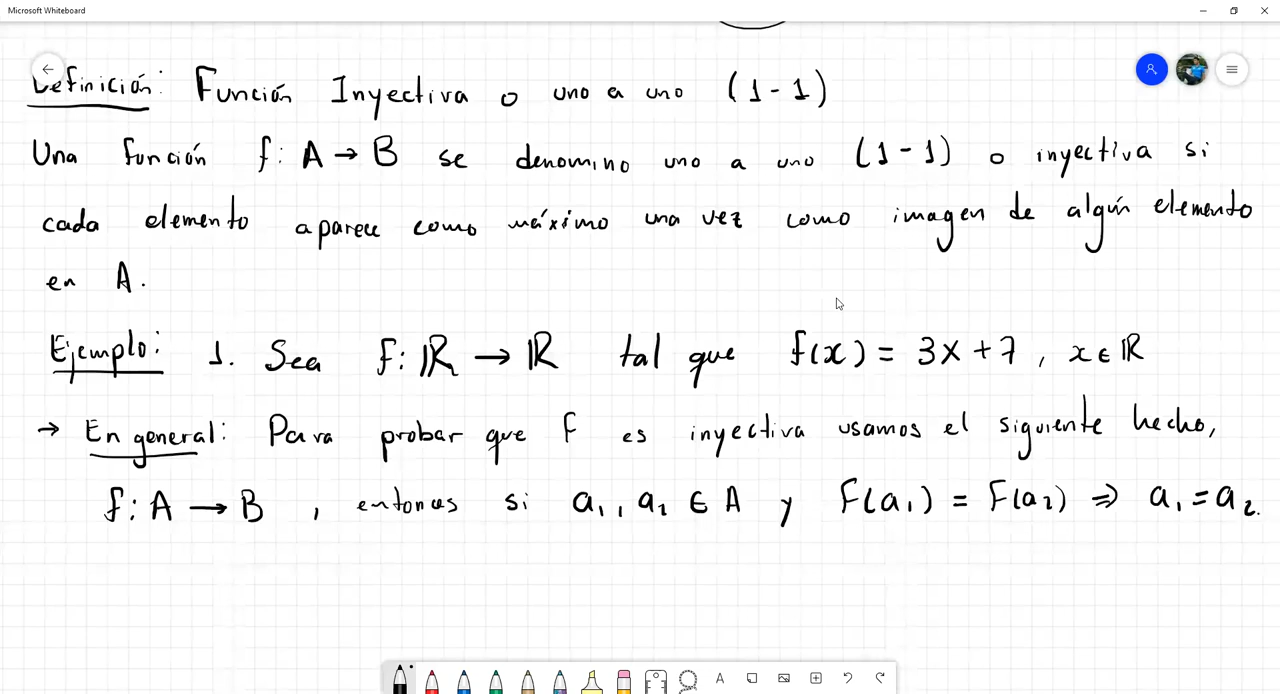 Microsoft Whiteboard
Definición: Función Inyectiva o uno a uno (1-1)
Una función f: A → B se denomino uno a uno (1-1) o inyectiva si
cada elemento aparece como máximo una vez como imagen de algún elemento
en A.
Ejemplo: 1. Sea f: ℝ → ℝ tal que f(x) = 3x + 7, x ∈ ℝ
→ En general: Para probar que F es inyectiva usamos el siguiente hecho,
f: A → B, entonces si a₁, a₂ ∈ A y F(a₁) = F(a₂) ⇒ a₁ = a₂.